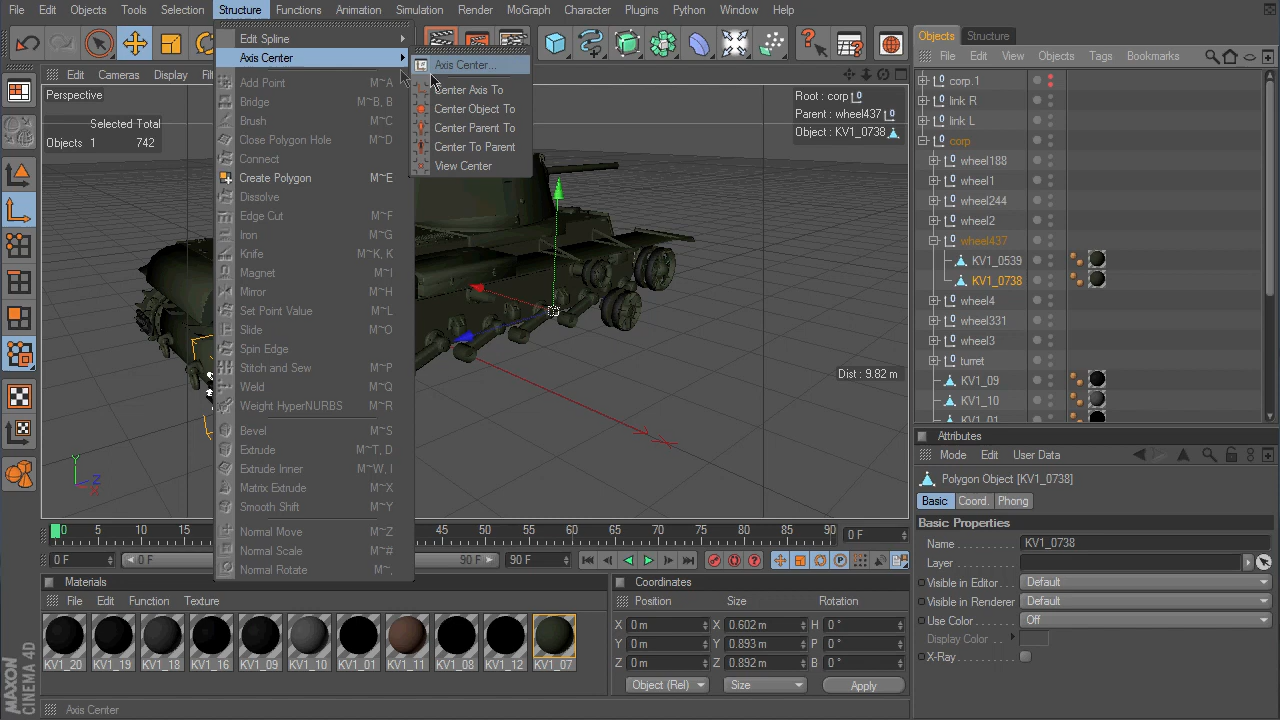 File Edit Objects Tools Selection Structure Functions Animation Simulation Render MoGraph Character Plugins Python Window Help
Edit Spline
Axis Center
Add Point M~A
Bridge M~B, B
Brush M~C
Close Polygon Hole M~D
Connect
Create Polygon M~E
Dissolve
Edge Cut M~F
Iron M~G
Knife M~K, K
Magnet M~I
Mirror M~H
Set Point Value M~L
Slide M~O
Spin Edge
Stitch and Sew M~P
Weld M~Q
Weight HyperNURBS M~R
Bevel M~S
Extrude M~T, D
Extrude Inner M~W, I
Matrix Extrude M~X
Smooth Shift M~Y
Normal Move M~Z
Normal Scale M~#
Normal Rotate M~,
Axis Center...
Center Axis To
Center Object To
Center Parent To
Center To Parent
View Center
Edit Cameras Display
Perspective
Selected Total
Objects 1 742
Root : corp
Parent : wheel437
Object : KV1_0738
Dist : 9.82 m
Y
Z
X
0 5 10 15 45 50 55 60 65 70 75 80 85 90 0 F
0 F 0 F 90 F 90 F
Materials
File Edit Function Texture
KV1_20 KV1_19 KV1_18 KV1_16 KV1_09 KV1_10 KV1_01 KV1_11 KV1_08 KV1_12 KV1_07
Coordinates
Position Size Rotation
X 0 m X 0.602 m H 0 °
Y 0 m Y 0.893 m P 0 °
Z 0 m Z 0.892 m B 0 °
Object (Rel) Size Apply
Axis Center
MAXON
CINEMA 4D
Objects Structure
File Edit View Objects Tags Bookmarks
corp.1
link R
link L
corp
wheel188
wheel1
wheel244
wheel2
wheel437
KV1_0539
KV1_0738
wheel4
wheel331
wheel3
turret
KV1_09
KV1_10
KV1_01
Attributes
Mode Edit User Data
Polygon Object [KV1_0738]
Basic Coord. Phong
Basic Properties
Name KV1_0738
Layer
Visible in Editor Default
Visible in Renderer Default
Use Color Off
Display Color
X-Ray